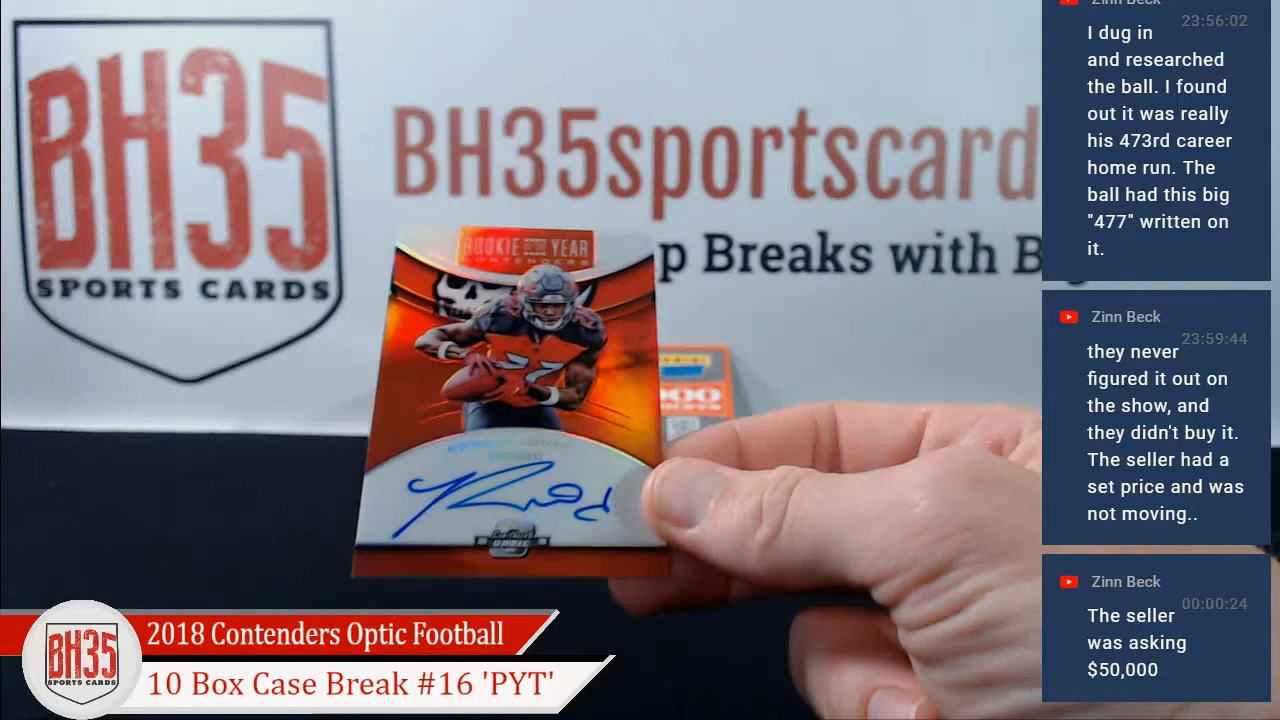 BH35
SPORTS CARDS
BH35sportscard
p Breaks with B
ROOKIE OF THE YEAR
CONTENDERS
CONTENDERS
OPTIC
BH35
SPORTS CARDS
2018 Contenders Optic Football
10 Box Case Break #16 'PYT'
Zinn Beck
23:56:02
I dug in
and researched
the ball. I found
out it was really
his 473rd career
home run. The
ball had this big
"477" written on
it.
Zinn Beck
23:59:44
they never
figured it out on
the show, and
they didn't buy it.
The seller had a
set price and was
not moving..
Zinn Beck
00:00:24
The seller
was asking
$50,000